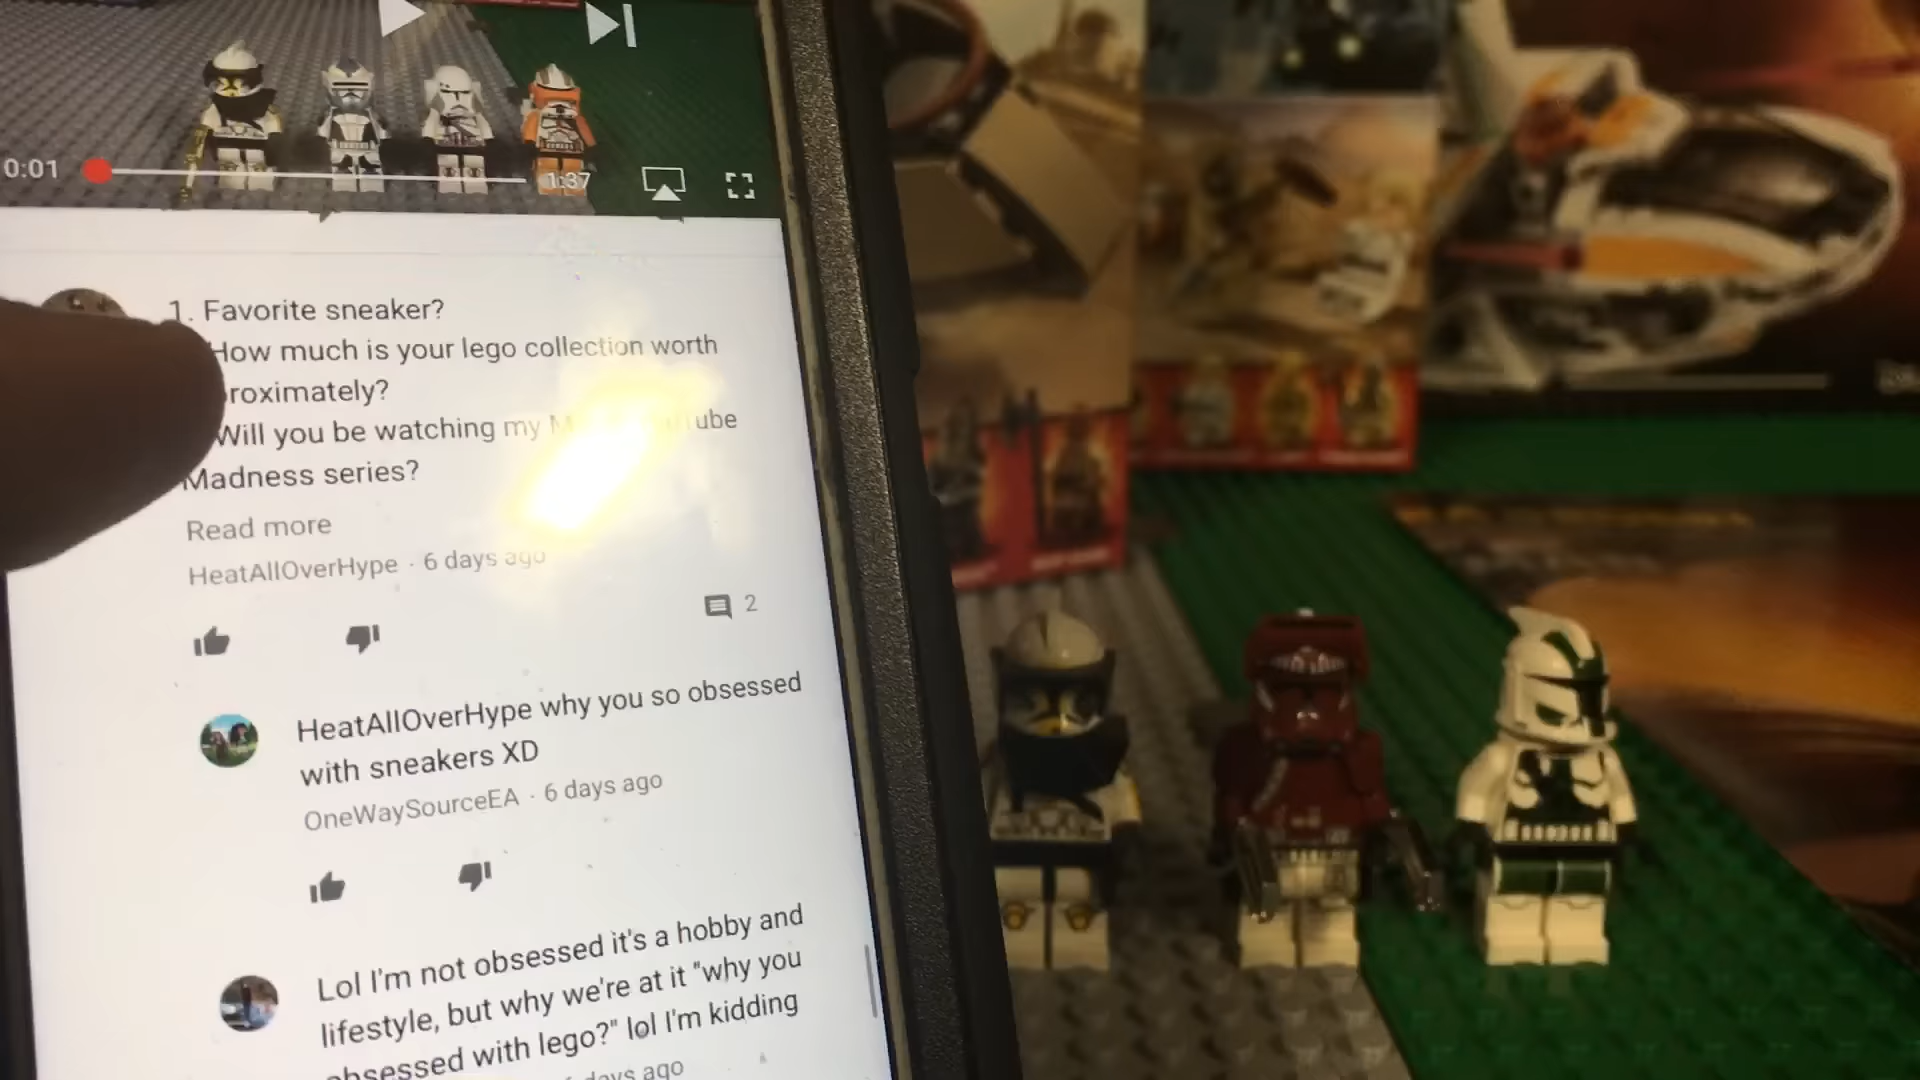 0:01
1:37
1. Favorite sneaker?
How much is your lego collection worth
roximately?
Will you be watching my
Madness series?
Read more
HeatAllOverHype · 6 days ago
2
HeatAllOverHype why you so obsessed
with sneakers XD
OneWaySourceEA · 6 days ago
Lol I'm not obsessed it's a hobby and
lifestyle, but why we're at it "why you
obsessed with lego?" lol I'm kidding
days ago